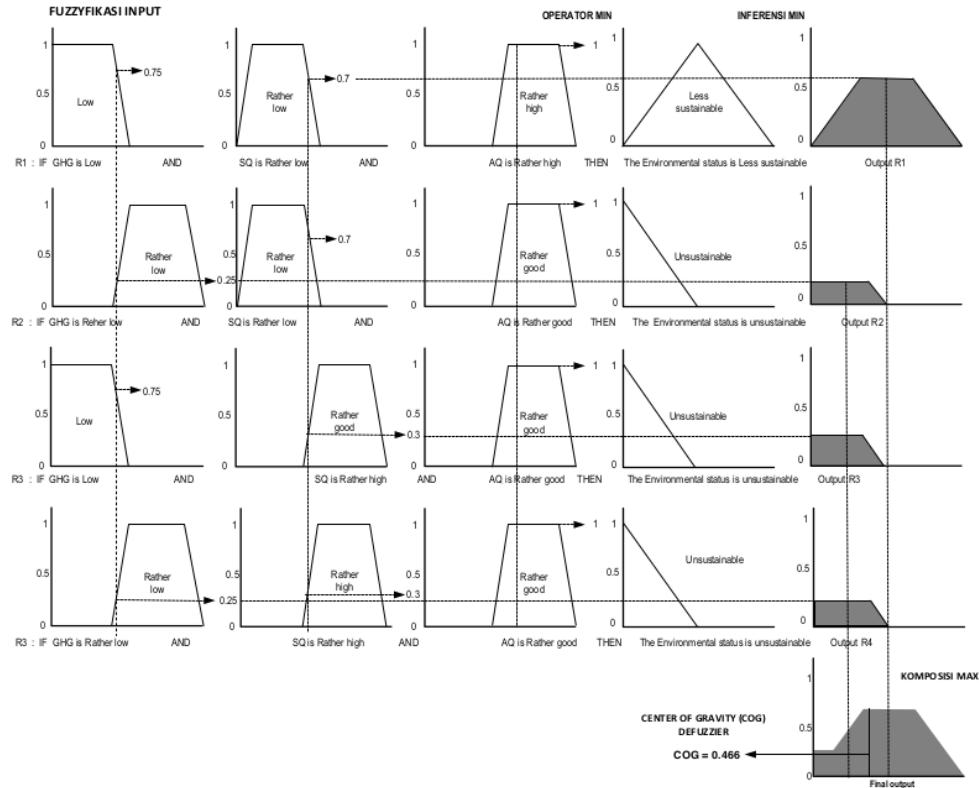 FUZZYFIKASI INPUT
OPERATOR MIN
INFERENSI MIN
1
0.5
0
Low
0.75
1
0.5
0
Rather
low
0.7
1
0.5
0
Rather
high
1
1
0.5
0
Less
sustainable
1
0.5
0
R1 : IF GHG is Low AND SQ is Rather low AND AQ is Rather high THEN The Environmental status is Less sustainable Output R1
1
0.5
0
Rather
low
0.25
1
0.5
0
Rather
low
0.7
1
0.5
0
Rather
good
1
1
0.5
0
Unsustainable
1
0.5
0
R2 : IF GHG is Reher low AND SQ is Rather low AND AQ is Rather good THEN The Environmental status is unsustainable Output R2
1
0.5
0
Low
0.75
1
0.5
0
Rather
good
0.3
1
0.5
0
Rather
good
1
1
0.5
0
Unsustainable
1
0.5
0
R3 : IF GHG is Low AND SQ is Rather high AND AQ is Rather good THEN The Environmental status is unsustainable Output R3
1
0.5
0
Rather
low
0.25
1
0.5
0
Rather
high
0.3
1
0.5
0
Rather
good
1
1
0.5
0
Unsustainable
1
0.5
0
R3 : IF GHG is Rather low AND SQ is Rather high AND AQ is Rather good THEN The Environmental status is unsustainable Output R4
KOMPOSISI MAX
CENTER OF GRAVITY (COG)
DEFUZZIER
COG = 0.466
1
0.5
0
Final output